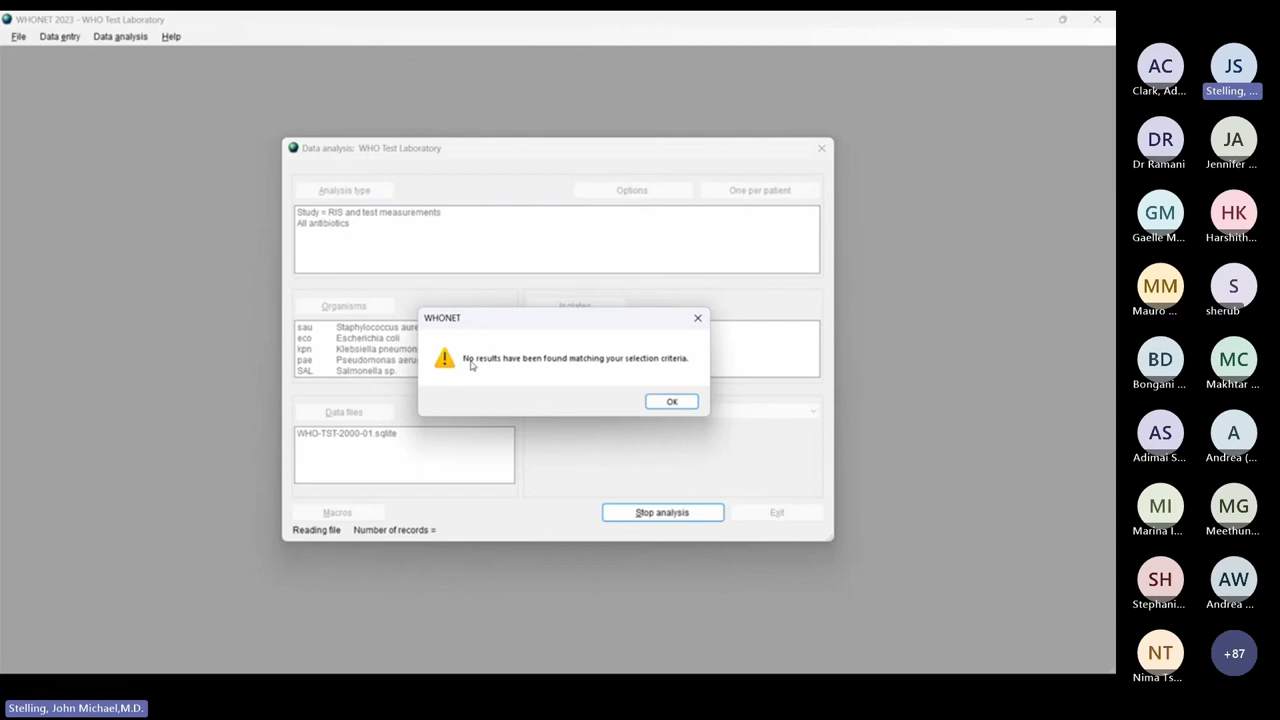 WHONET 2023 - WHO Test Laboratory
File Data entry Data analysis Help
Data analysis: WHO Test Laboratory
Analysis type Options One per patient
Study = RIS and test measurements
All antibiotics
Organisms Isolates
sau Staphylococcus aure
eco Escherichia coli
kpn Klebsiella pneumon
pae Pseudomonas aerug
SAL Salmonella sp.
WHONET
No results have been found matching your selection criteria.
OK
Data files
WHO-TST-2000-01.sqlite
Macros Stop analysis Exit
Reading file Number of records =
AC JS
Clark, Ad... Stelling, ...
DR JA
Dr Ramani Jennifer ...
GM HK
Gaelle M... Harshith...
MM S
Mauro ... sherub
BD MC
Bongani ... Makhtar ...
AS A
Adimai S... Andrea (...
MI MG
Marina I... Meethun...
SH AW
Stephani... Andrea ...
NT +87
Nima Ts...
Stelling, John Michael,M.D.